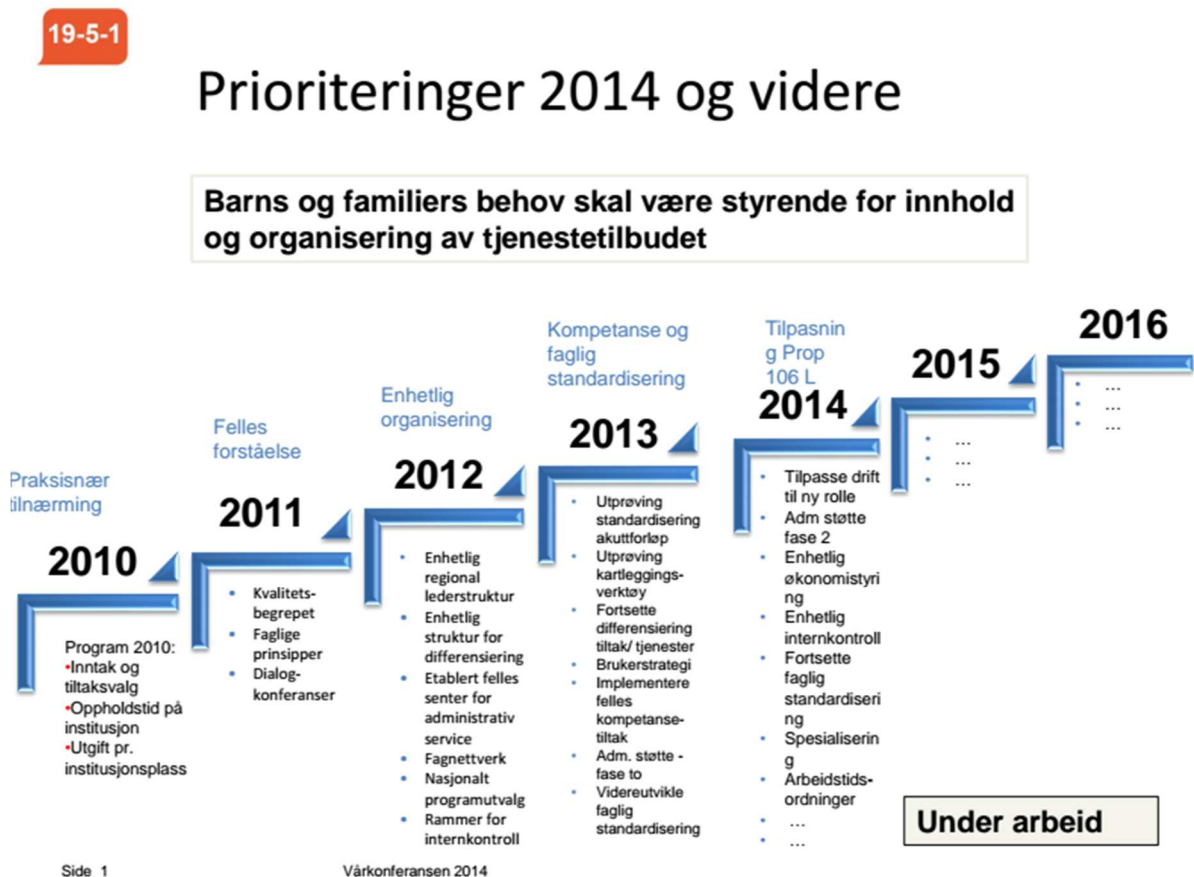 19-5-1
Prioriteringer 2014 og videre
Barns og familiers behov skal være styrende for innhold
og organisering av tjenestetilbudet
Praksisnær
tilnærming
2010
Program 2010:
•Inntak og
tiltaksvalg
•Oppholdstid på
institusjon
•Utgift pr.
institusjonsplass
Felles
forståelse
2011
• Kvalitets-
begrepet
• Faglige
prinsipper
• Dialog-
konferanser
Enhetlig
organisering
2012
• Enhetlig
regional
lederstruktur
• Enhetlig
struktur for
differensiering
• Etablert felles
senter for
administrativ
service
• Fagnettverk
• Nasjonalt
programutvalg
• Rammer for
internkontroll
Kompetanse og
faglig
standardisering
2013
• Utprøving
standardisering
akuttforløp
• Utprøving
kartleggings-
verktøy
• Fortsette
differensiering
tiltak/ tjenester
• Brukerstrategi
• Implementere
felles
kompetanse-
tiltak
• Adm. støtte -
fase to
• Videreutvikle
faglig
standardisering
Tilpasnin
g Prop
106 L
2014
• Tilpasse drift
til ny rolle
• Adm støtte
fase 2
• Enhetlig
økonomistyri
ng
• Enhetlig
internkontroll
• Fortsette
faglig
standardiseri
ng
• Spesialiserin
g
• Arbeidstids-
ordninger
• ...
• ...
2015
• ...
• ...
• ...
2016
• ...
• ...
• ...
Under arbeid
Side 1
Vårkonferansen 2014